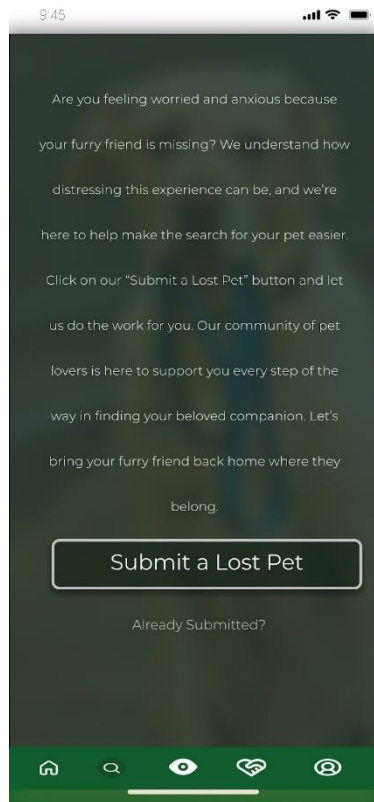 9:45
Are you feeling worried and anxious because
your furry friend is missing? We understand how
distressing this experience can be, and we're
here to help make the search for your pet easier.
Click on our “Submit a Lost Pet” button and let
us do the work for you. Our community of pet
lovers is here to support you every step of the
way in finding your beloved companion. Let's
bring your furry friend back home where they
belong.
Submit a Lost Pet
Already Submitted?